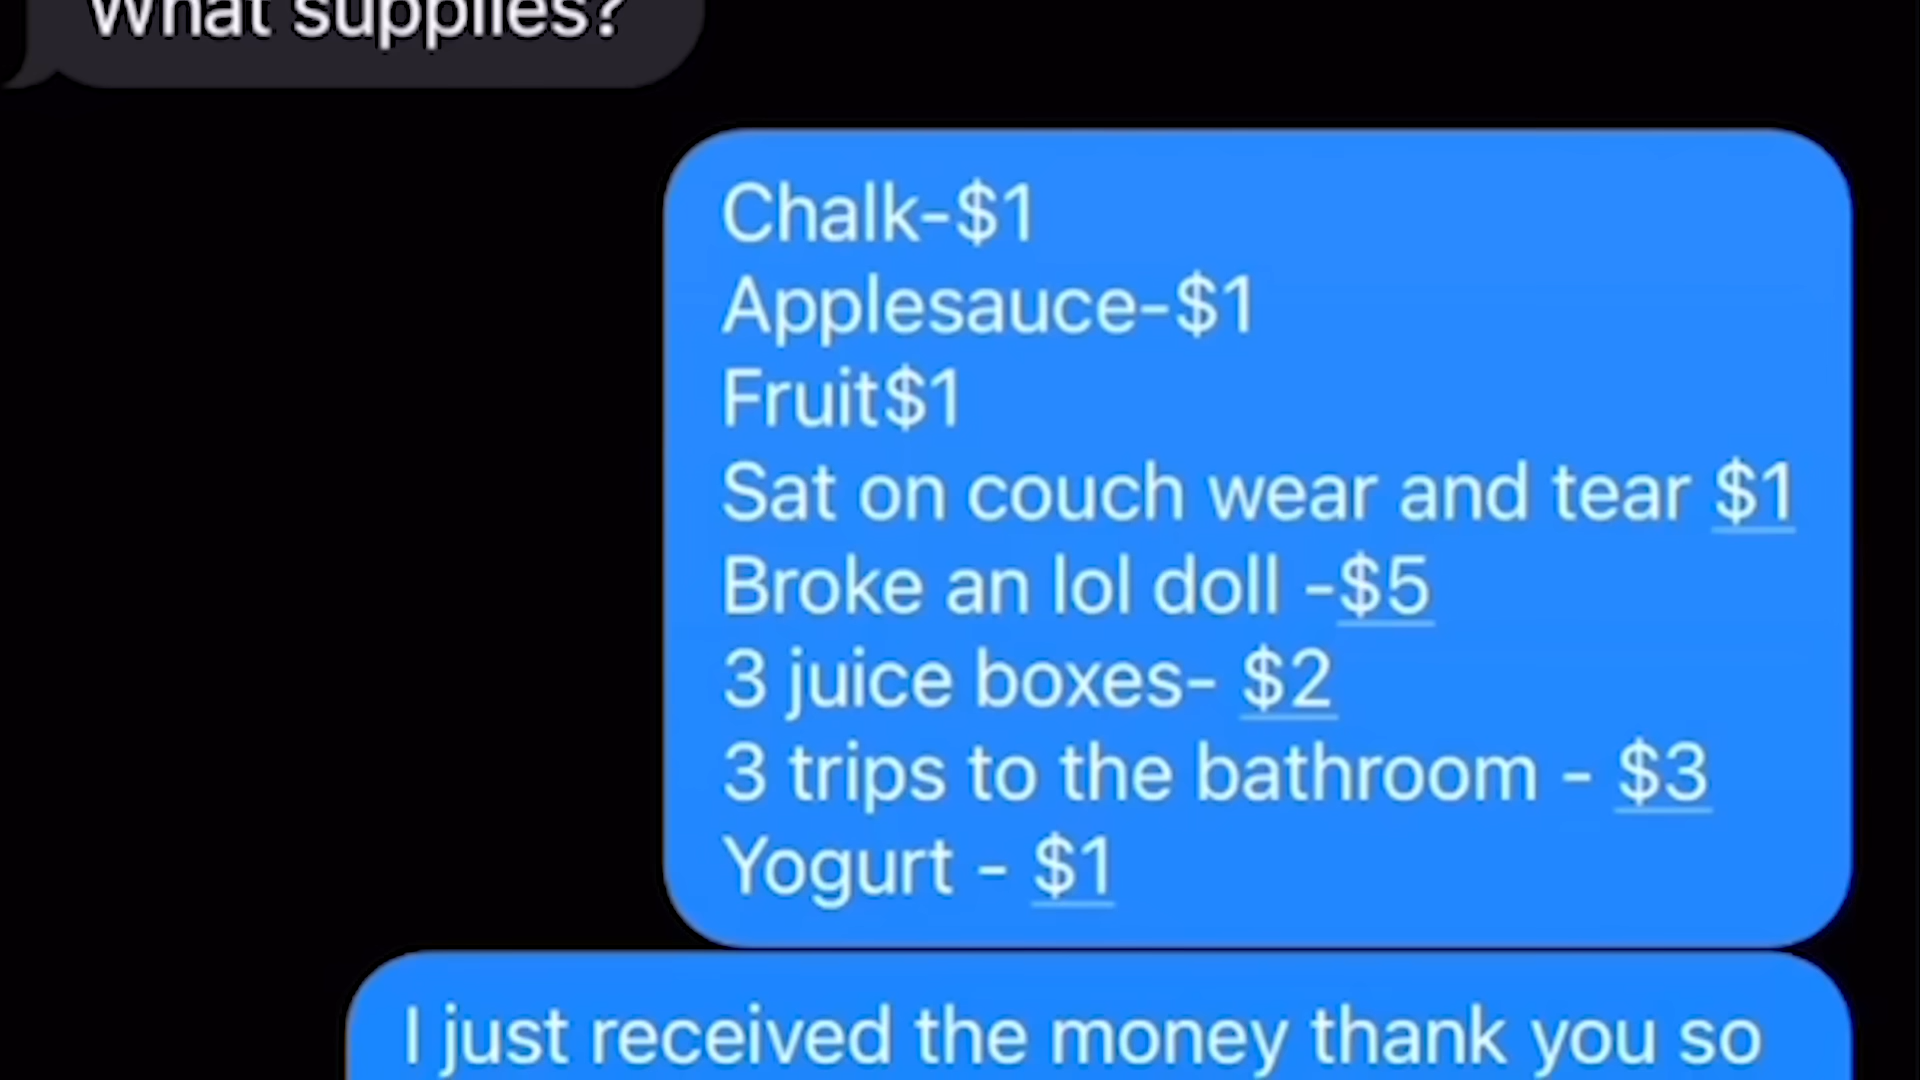 What supplies?
Chalk-$1
Applesauce-$1
Fruit$1
Sat on couch wear and tear $1
Broke an lol doll -$5
3 juice boxes- $2
3 trips to the bathroom - $3
Yogurt - $1
I just received the money thank you so